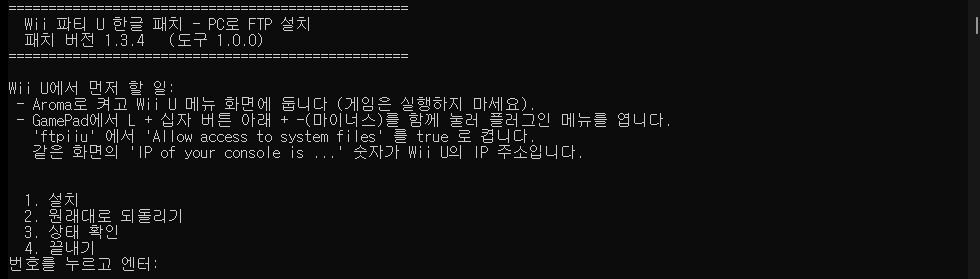 ==================================================
Wii 파티 U 한글 패치 - PC로 FTP 설치
패치 버전 1.3.4  (도구 1.0.0)
==================================================
Wii U에서 먼저 할 일:
- Aroma로 켜고 Wii U 메뉴 화면에 둡니다 (게임은 실행하지 마세요).
- GamePad에서 L + 십자 버튼 아래 + -(마이너스)를 함께 눌러 플러그인 메뉴를 엽니다.
'ftpiiu' 에서 'Allow access to system files' 를 true 로 켭니다.
같은 화면의 'IP of your console is ...' 숫자가 Wii U의 IP 주소입니다.
1. 설치
2. 원래대로 되돌리기
3. 상태 확인
4. 끝내기
번호를 누르고 엔터: